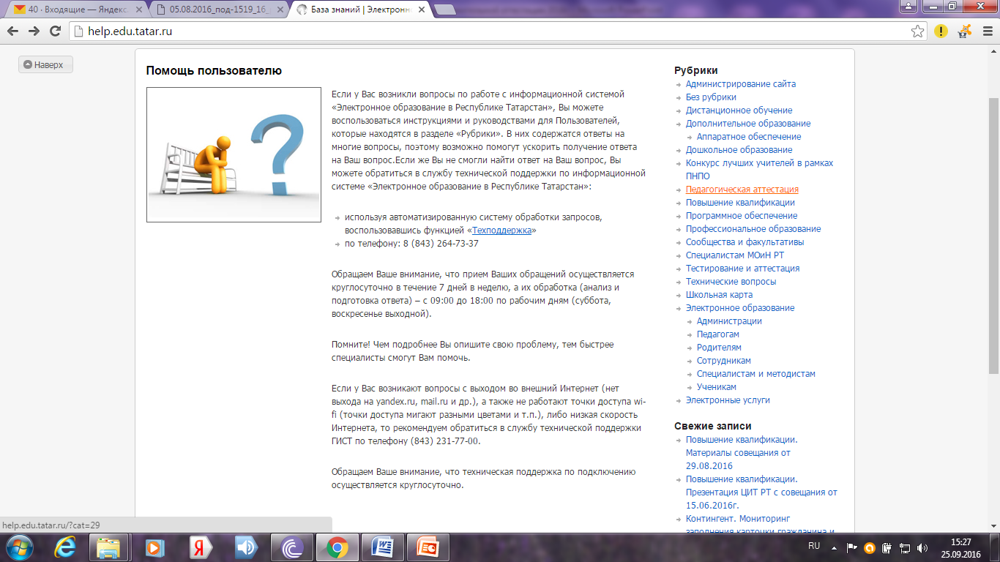 40 · Входящие — Яндекс
05.08.2016_под-1519_16_
База знаний | Электронн
help.edu.tatar.ru
Наверх
Помощь пользователю
Если у Вас возникли вопросы по работе с информационной системой
«Электронное образование в Республике Татарстан», Вы можете
воспользоваться инструкциями и руководствами для Пользователей,
которые находятся в разделе «Рубрики». В них содержатся ответы на
многие вопросы, поэтому возможно помогут ускорить получение ответа
на Ваш вопрос.Если же Вы не смогли найти ответ на Ваш вопрос, Вы
можете обратиться в службу технической поддержки по информационной
системе «Электронное образование в Республике Татарстан»:
используя автоматизированную систему обработки запросов,
воспользовавшись функцией «Техподдержка»
по телефону: 8 (843) 264-73-37
Обращаем Ваше внимание, что прием Ваших обращений осуществляется
круглосуточно в течение 7 дней в неделю, а их обработка (анализ и
подготовка ответа) – с 09:00 до 18:00 по рабочим дням (суббота,
воскресенье выходной).
Помните! Чем подробнее Вы опишите свою проблему, тем быстрее
специалисты смогут Вам помочь.
Если у Вас возникают вопросы с выходом во внешний Интернет (нет
выхода на yandex.ru, mail.ru и др.), а также не работают точки доступа wi-
fi (точки доступа мигают разными цветами и т.п.), либо низкая скорость
Интернета, то рекомендуем обратиться в службу технической поддержки
ГИСТ по телефону (843) 231-77-00.
Обращаем Ваше внимание, что техническая поддержка по подключению
осуществляется круглосуточно.
Рубрики
Администрирование сайта
Без рубрики
Дистанционное обучение
Дополнительное образование
Аппаратное обеспечение
Дошкольное образование
Конкурс лучших учителей в рамках
ПНПО
Педагогическая аттестация
Повышение квалификации
Программное обеспечение
Профессиональное образование
Сообщества и факультативы
Специалистам МОиН РТ
Тестирование и аттестация
Технические вопросы
Школьная карта
Электронное образование
Администрации
Педагогам
Родителям
Сотрудникам
Специалистам и методистам
Ученикам
Электронные услуги
Свежие записи
Повышение квалификации.
Материалы совещания от
29.08.2016
Повышение квалификации.
Презентация ЦИТ РТ с совещания от
15.06.2016г.
Контингент. Мониторинг
заполнения карточки гражданина и
help.edu.tatar.ru/?cat=29
RU
15:27
25.09.2016